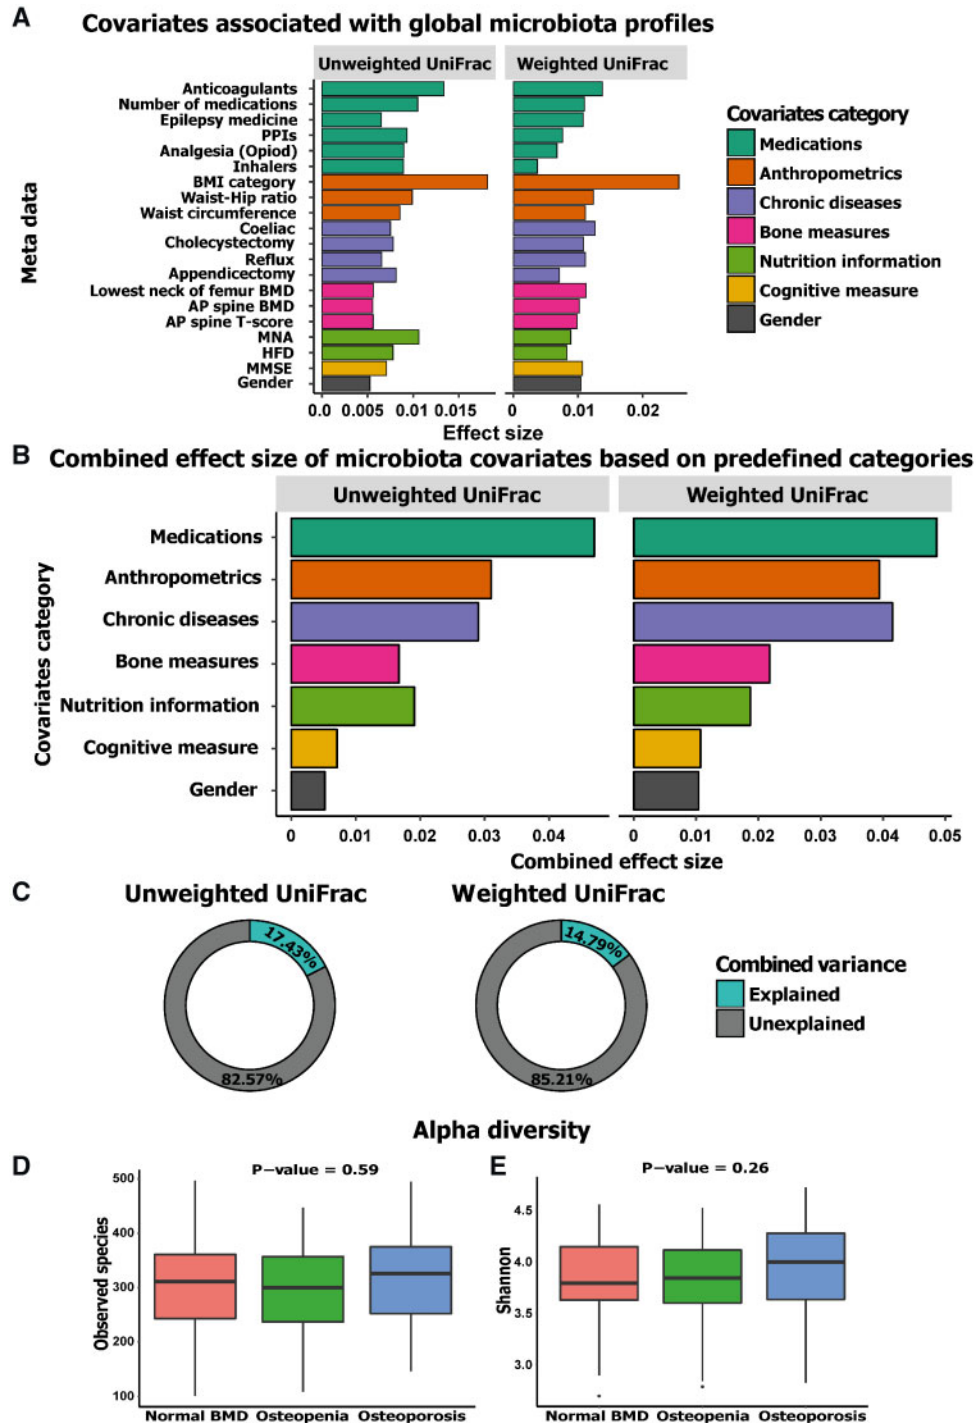 A
Covariates associated with global microbiota profiles
Unweighted UniFrac
Weighted UniFrac
Meta data
Anticoagulants
Number of medications
Epilepsy medicine
PPIs
Analgesia (Opiod)
Inhalers
BMI category
Waist-Hip ratio
Waist circumference
Coeliac
Cholecystectomy
Reflux
Appendicectomy
Lowest neck of femur BMD
AP spine BMD
AP spine T-score
MNA
HFD
MMSE
Gender
0.0 0.005 0.01 0.015
0 0.01 0.02
Effect size
Covariates category
Medications
Anthropometrics
Chronic diseases
Bone measures
Nutrition information
Cognitive measure
Gender
B
Combined effect size of microbiota covariates based on predefined categories
Unweighted UniFrac
Weighted UniFrac
Covariates category
Medications
Anthropometrics
Chronic diseases
Bone measures
Nutrition information
Cognitive measure
Gender
0 0.01 0.02 0.03 0.04
0 0.01 0.02 0.03 0.04 0.05
Combined effect size
C
Unweighted UniFrac
Weighted UniFrac
17.43%
82.57%
14.79%
85.21%
Combined variance
Explained
Unexplained
Alpha diversity
D
P−value = 0.59
Observed species
500
400
300
200
100
Normal BMD Osteopenia Osteoporosis
E
P−value = 0.26
Shannon
4.5
4.0
3.5
3.0
Normal BMD Osteopenia Osteoporosis